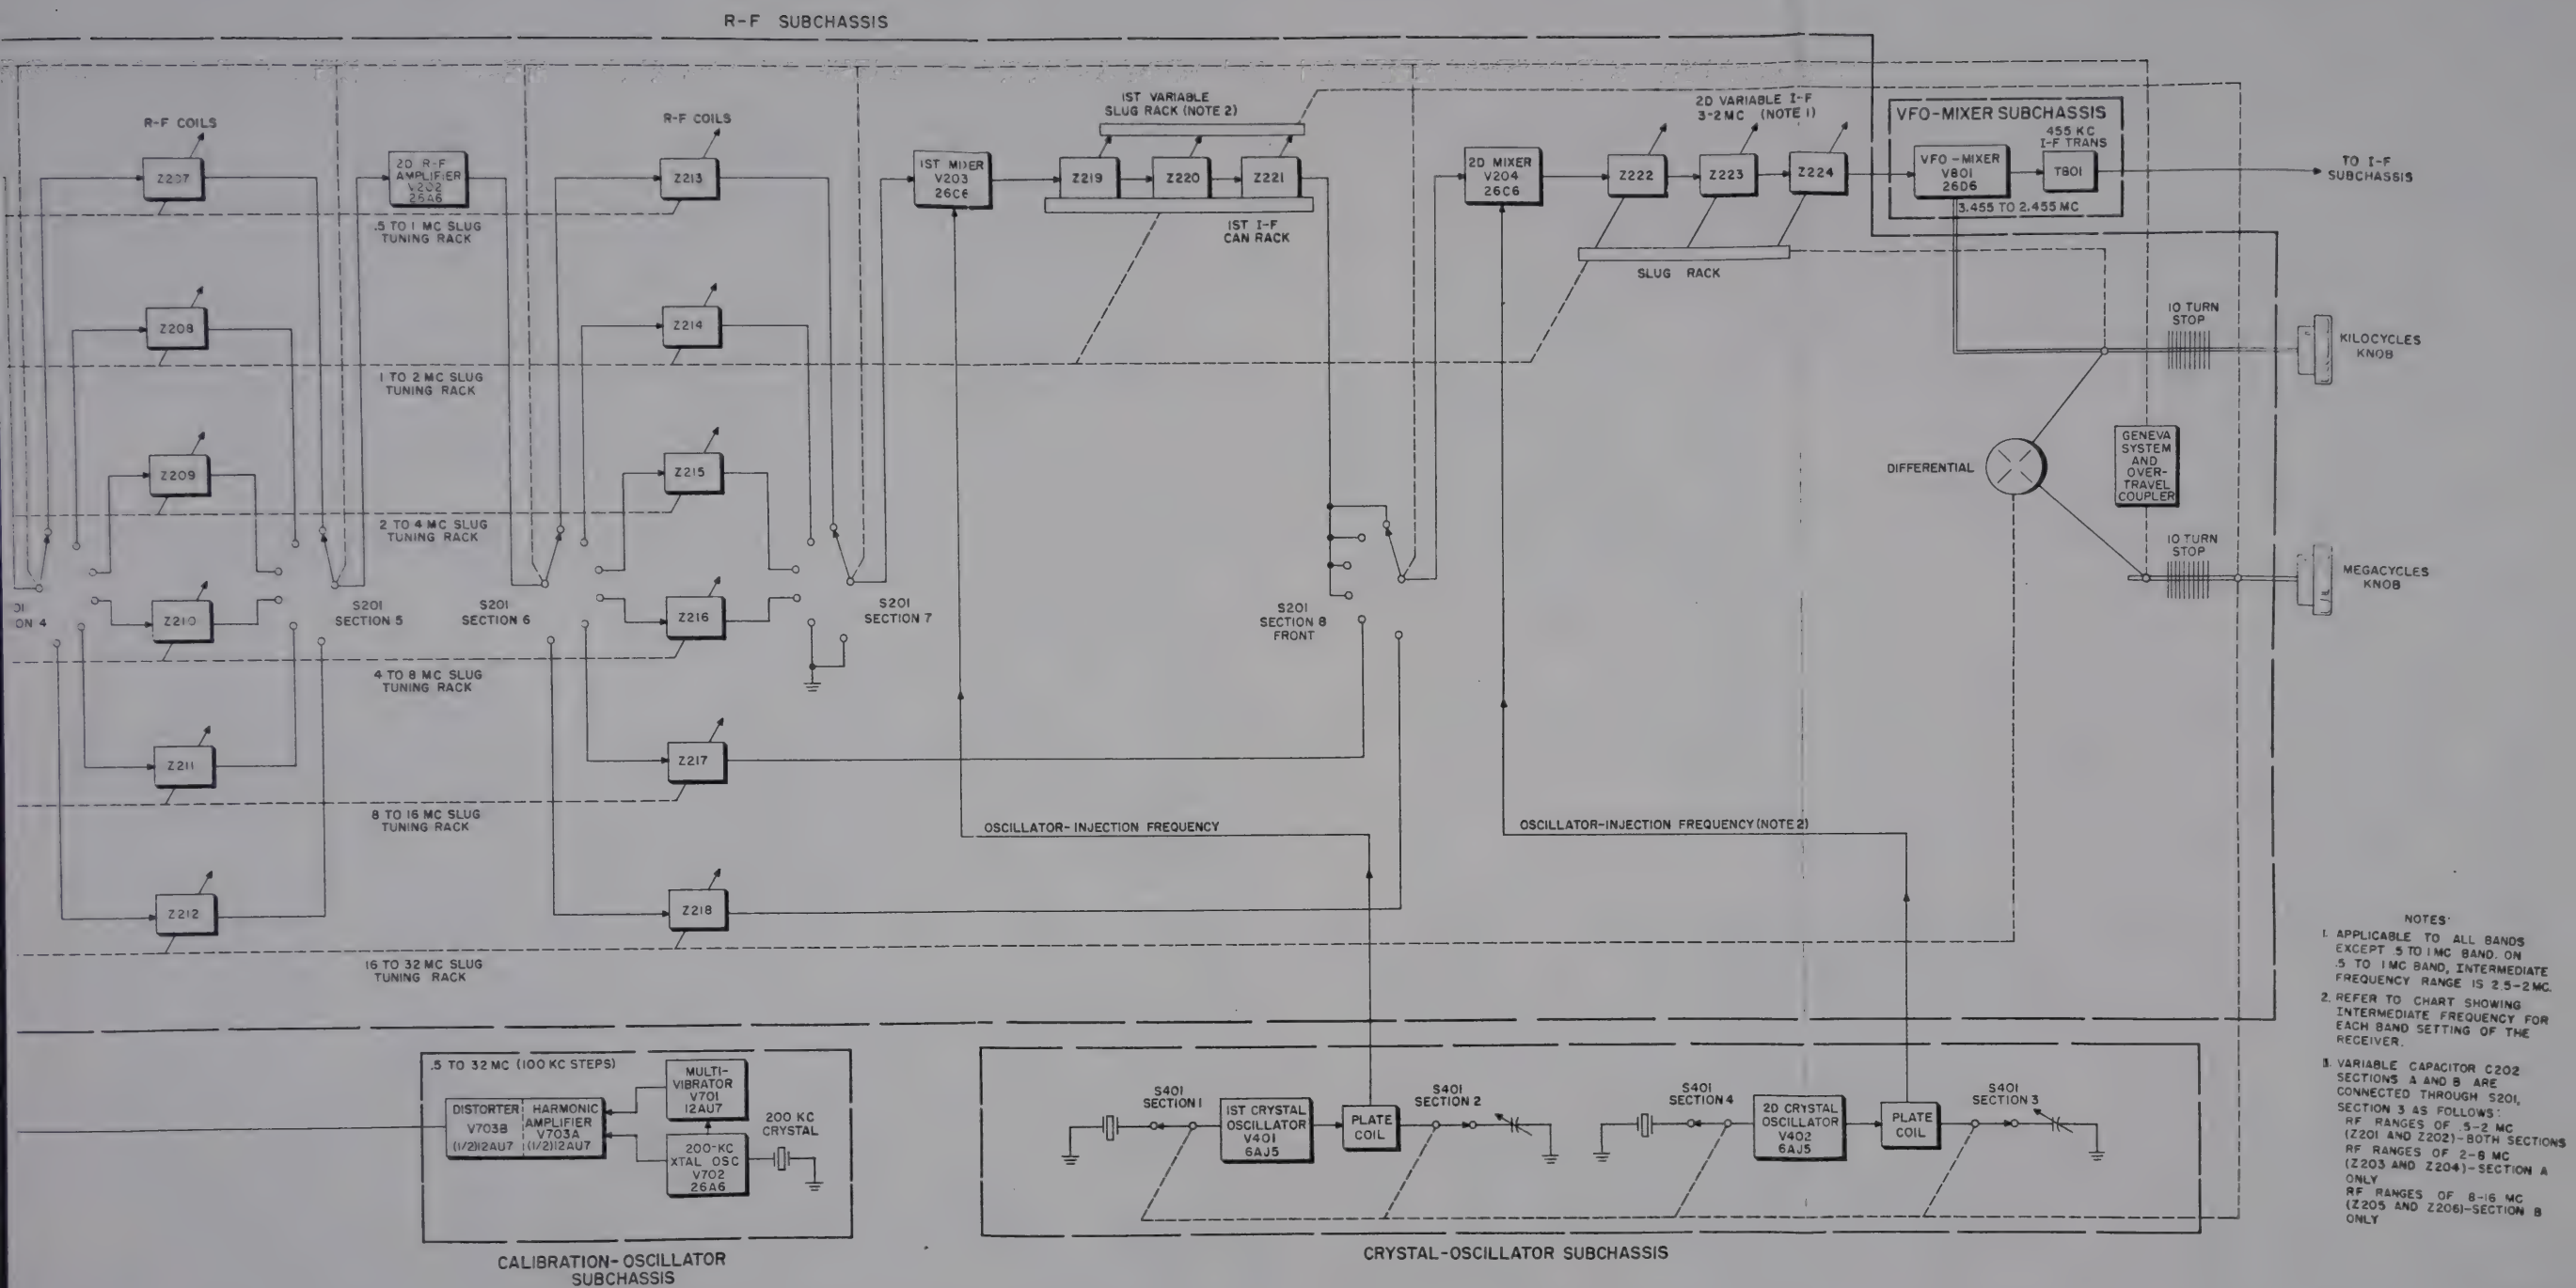 R-F SUBCHASSIS
R-F COILS
Z207
2D R-F
AMPLIFIER
V202
26A6
R-F COILS
Z213
1ST MIXER
V203
26C6
1ST VARIABLE
SLUG RACK (NOTE 2)
Z219
Z220
Z221
1ST I-F
CAN RACK
2D MIXER
V204
26C6
2D VARIABLE I-F
3-2 MC (NOTE 1)
Z222
Z223
Z224
SLUG RACK
VFO-MIXER SUBCHASSIS
455 KC
I-F TRANS
VFO-MIXER
V801
26D6
T801
3.455 TO 2.455 MC
TO I-F
SUBCHASSIS
.5 TO 1 MC SLUG
TUNING RACK
Z208
Z214
1 TO 2 MC SLUG
TUNING RACK
10 TURN
STOP
KILOCYCLES
KNOB
Z209
Z215
2 TO 4 MC SLUG
TUNING RACK
DIFFERENTIAL
GENEVA
SYSTEM
AND
OVER-
TRAVEL
COUPLER
10 TURN
STOP
MEGACYCLES
KNOB
01
ON 4
Z210
S201
SECTION 5
S201
SECTION 6
Z216
S201
SECTION 7
S201
SECTION 8
FRONT
4 TO 8 MC SLUG
TUNING RACK
Z211
Z217
8 TO 16 MC SLUG
TUNING RACK
OSCILLATOR-INJECTION FREQUENCY
OSCILLATOR-INJECTION FREQUENCY (NOTE 2)
Z212
Z218
16 TO 32 MC SLUG
TUNING RACK
NOTES:
1. APPLICABLE TO ALL BANDS
EXCEPT .5 TO 1 MC BAND. ON
.5 TO 1 MC BAND, INTERMEDIATE
FREQUENCY RANGE IS 2.5-2 MC.
2. REFER TO CHART SHOWING
INTERMEDIATE FREQUENCY FOR
EACH BAND SETTING OF THE
RECEIVER.
3. VARIABLE CAPACITOR C202
SECTIONS A AND B ARE
CONNECTED THROUGH S201,
SECTION 3 AS FOLLOWS:
RF RANGES OF .5-2 MC
(Z201 AND Z202)-BOTH SECTIONS
RF RANGES OF 2-8 MC
(Z203 AND Z204)-SECTION A
ONLY
RF RANGES OF 8-16 MC
(Z205 AND Z206)-SECTION B
ONLY
.5 TO 32 MC (100 KC STEPS)
MULTI-
VIBRATOR
V701
12AU7
DISTORTER
V703B
(1/2)12AU7
HARMONIC
AMPLIFIER
V703A
(1/2)12AU7
200-KC
XTAL OSC
V702
26A6
200 KC
CRYSTAL
CALIBRATION-OSCILLATOR
SUBCHASSIS
S401
SECTION 1
1ST CRYSTAL
OSCILLATOR
V401
6AJ5
PLATE
COIL
S401
SECTION 2
S401
SECTION 4
2D CRYSTAL
OSCILLATOR
V402
6AJ5
PLATE
COIL
S401
SECTION 3
CRYSTAL-OSCILLATOR SUBCHASSIS